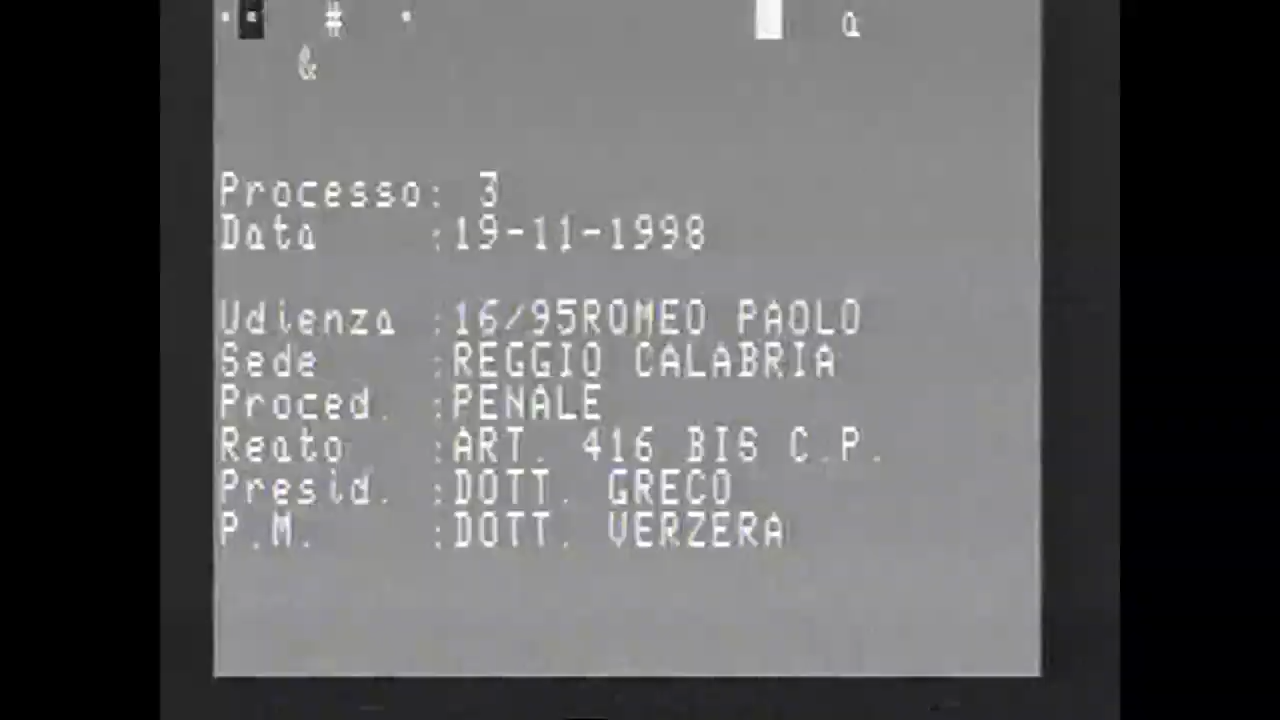 # a
&
Processo: 3
Data :19-11-1998
Udienza :16/95ROMEO PAOLO
Sede :REGGIO CALABRIA
Proced. :PENALE
Reato :ART. 416 BIS C.P.
Presid. :DOTT. GRECO
P.M. :DOTT. VERZERA